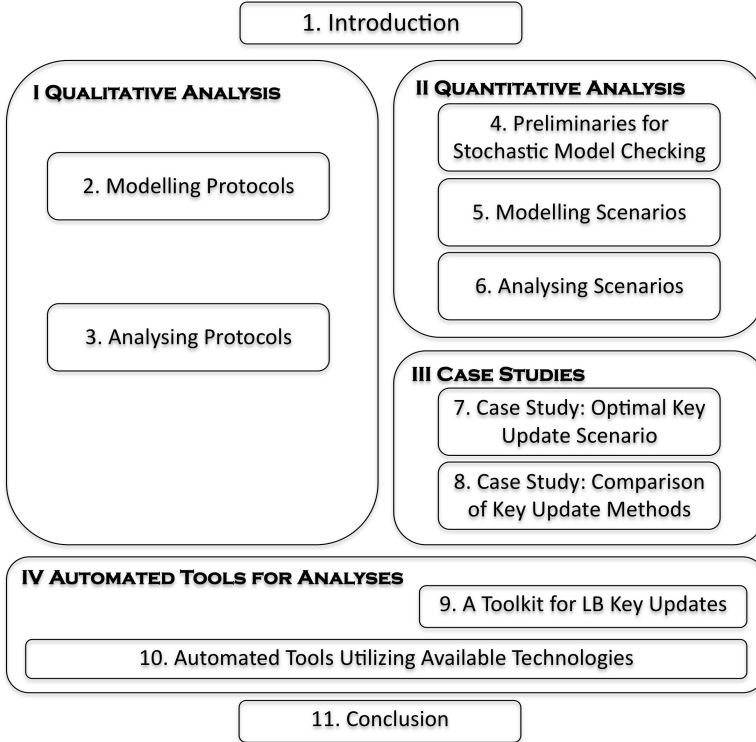 1. Introduction
I QUALITATIVE ANALYSIS
2. Modelling Protocols
3. Analysing Protocols
II QUANTITATIVE ANALYSIS
4. Preliminaries for
Stochastic Model Checking
5. Modelling Scenarios
6. Analysing Scenarios
III CASE STUDIES
7. Case Study: Optimal Key
Update Scenario
8. Case Study: Comparison
of Key Update Methods
IV AUTOMATED TOOLS FOR ANALYSES
9. A Toolkit for LB Key Updates
10. Automated Tools Utilizing Available Technologies
11. Conclusion